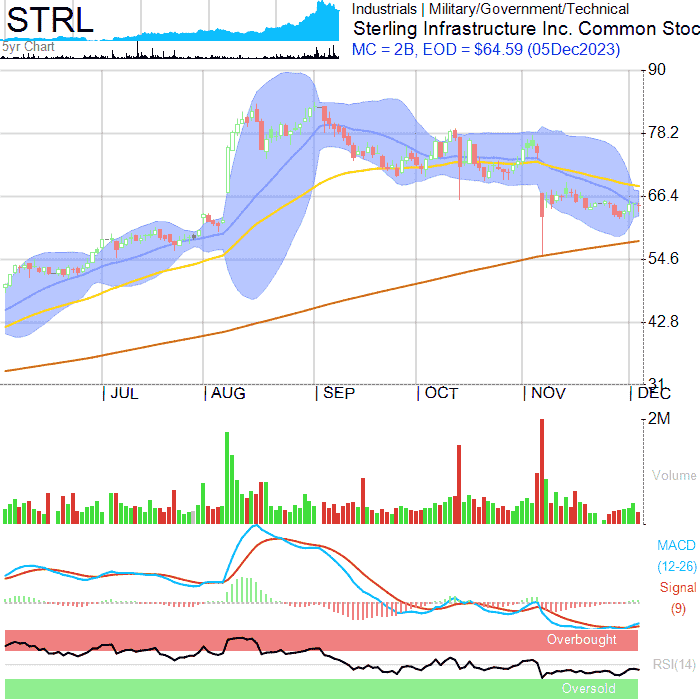 STRL
5yr Chart
Industrials | Military/Government/Technical
Sterling Infrastructure Inc. Common Stoc
MC = 2B, EOD = $64.59 (05Dec2023)
90
78.2
66.4
54.6
42.8
31
JUL
AUG
SEP
OCT
NOV
DEC
2M
Volume
MACD
(12-26)
Signal
(9)
Overbought
RSI(14)
Oversold